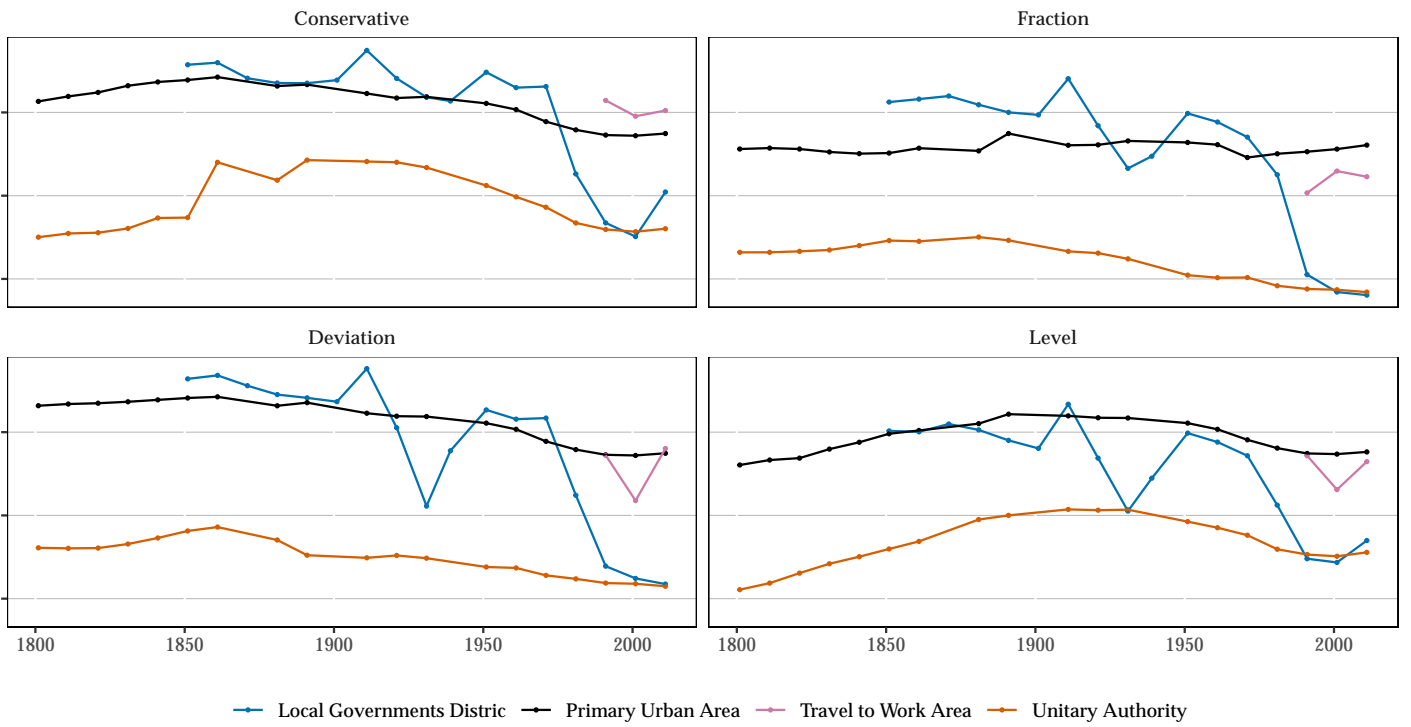 Conservative
Fraction
Deviation
Level
1800 1850 1900 1950 2000
1800 1850 1900 1950 2000
Local Governments Distric Primary Urban Area Travel to Work Area Unitary Authority